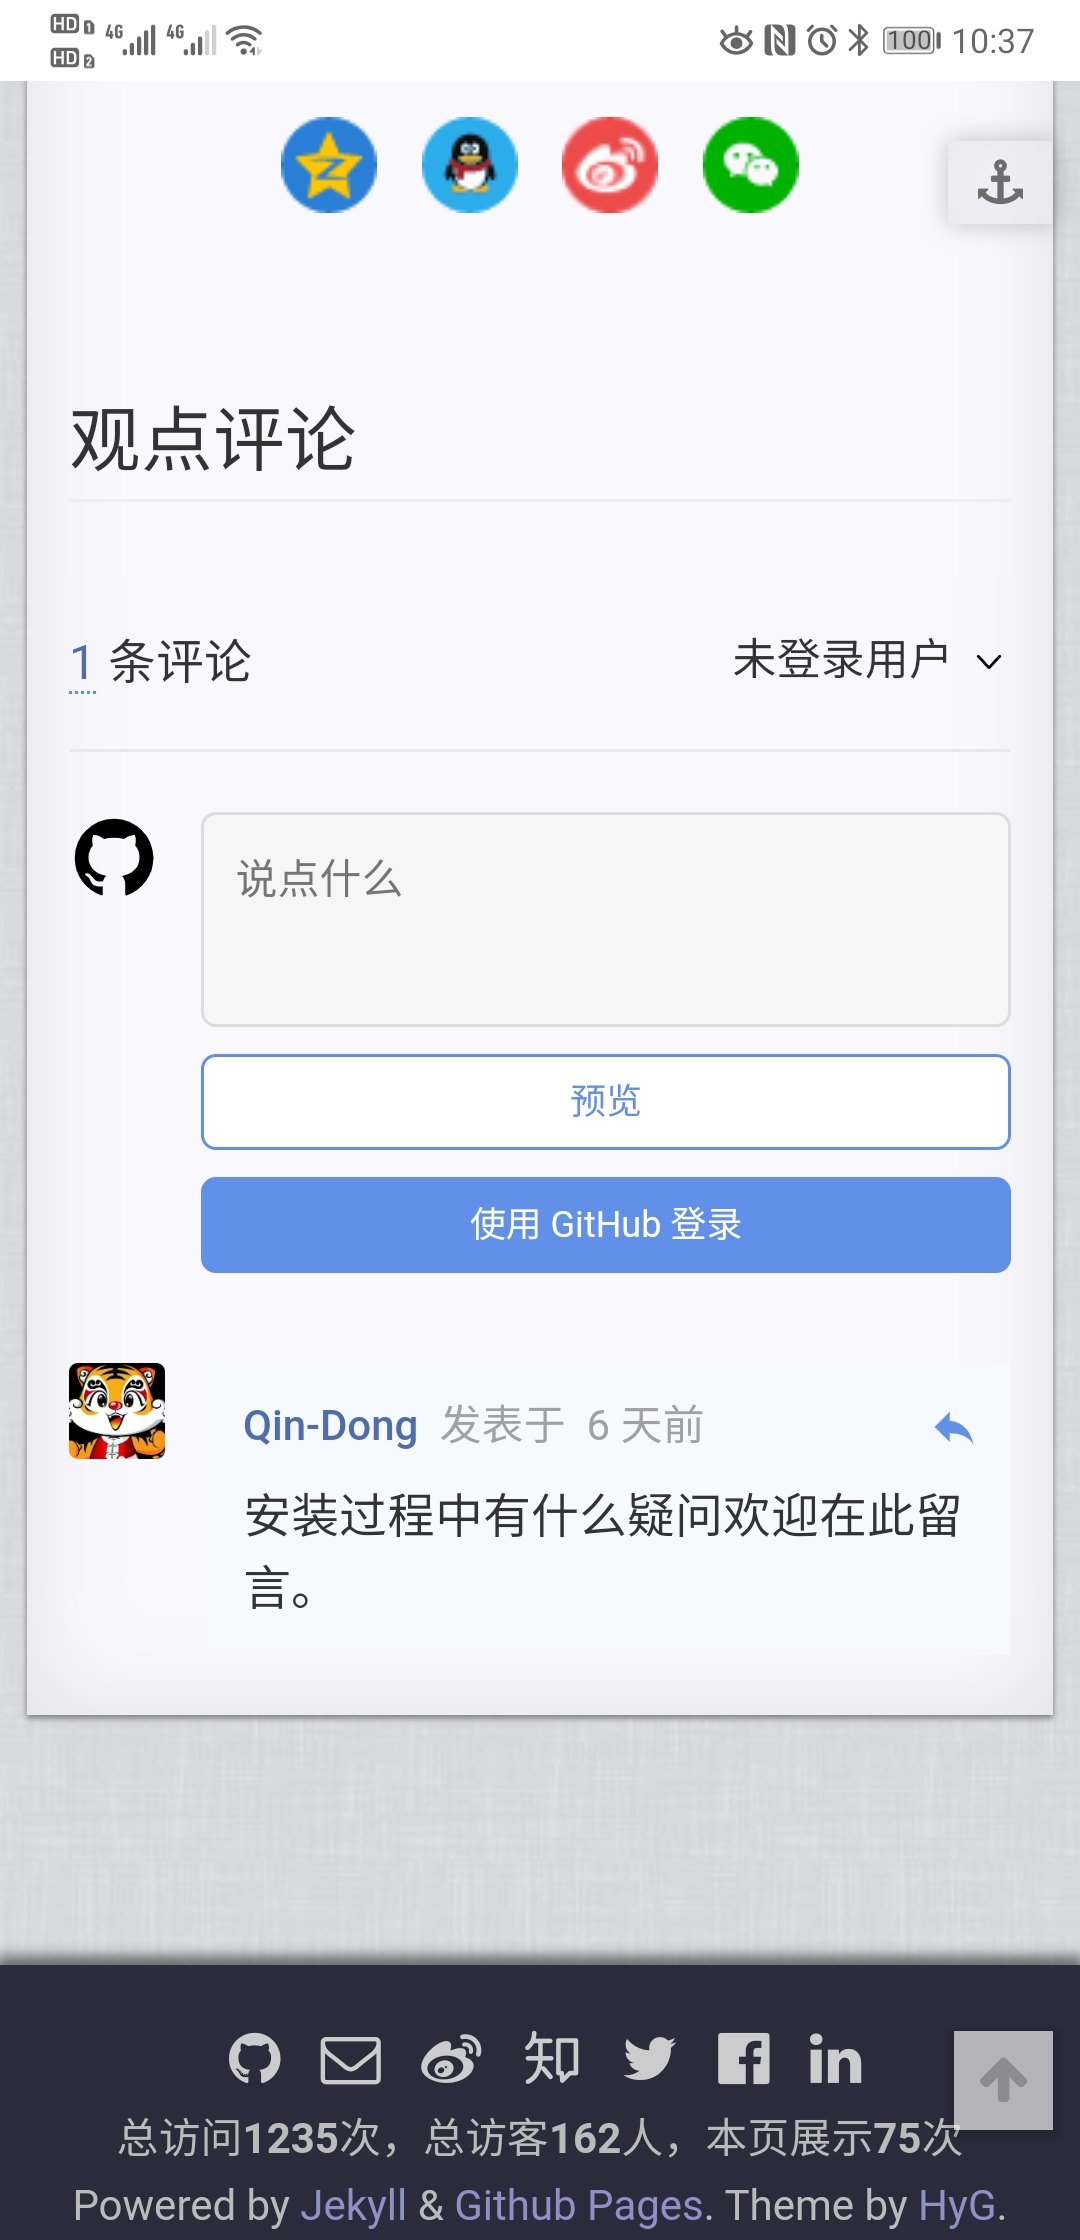 HD 1 4G 4G 100 10:37
HD 2
观点评论
1 条评论 未登录用户
说点什么
预览
使用 GitHub 登录
Qin-Dong 发表于 6 天前
安装过程中有什么疑问欢迎在此留
言。
知
总访问1235次，总访客162人，本页展示75次
Powered by Jekyll & Github Pages. Theme by HyG.